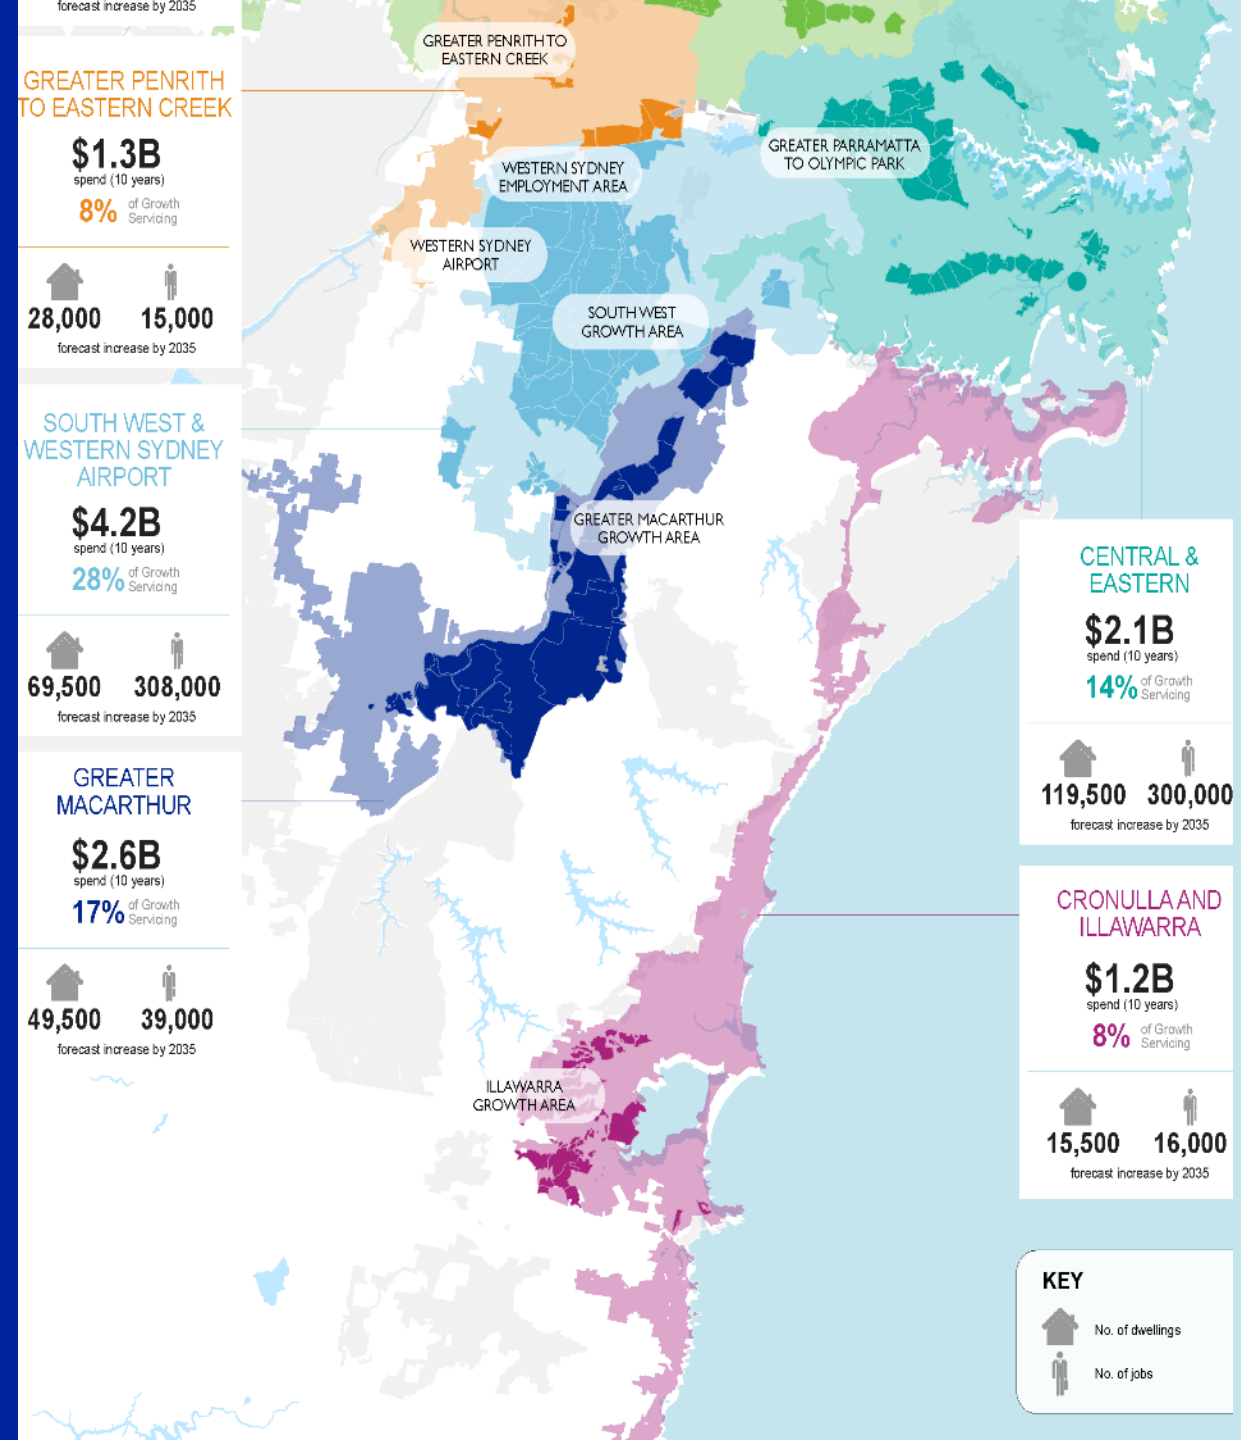 forecast increase by 2035
GREATER PENRITH
TO EASTERN CREEK
$1.3B
spend (10 years)
8% of Growth
Servicing
28,000 15,000
forecast increase by 2035
SOUTH WEST &
WESTERN SYDNEY
AIRPORT
$4.2B
spend (10 years)
28% of Growth
Servicing
69,500 308,000
forecast increase by 2035
GREATER
MACARTHUR
$2.6B
spend (10 years)
17% of Growth
Servicing
49,500 39,000
forecast increase by 2035
GREATER PENRITH TO
EASTERN CREEK
WESTERN SYDNEY
EMPLOYMENT AREA
GREATER PARRAMATTA
TO OLYMPIC PARK
WESTERN SYDNEY
AIRPORT
SOUTH WEST
GROWTH AREA
GREATER MACARTHUR
GROWTH AREA
ILLAWARRA
GROWTH AREA
CENTRAL &
EASTERN
$2.1B
spend (10 years)
14% of Growth
Servicing
119,500 300,000
forecast increase by 2035
CRONULLA AND
ILLAWARRA
$1.2B
spend (10 years)
8% of Growth
Servicing
15,500 16,000
forecast increase by 2035
KEY
No. of dwellings
No. of jobs